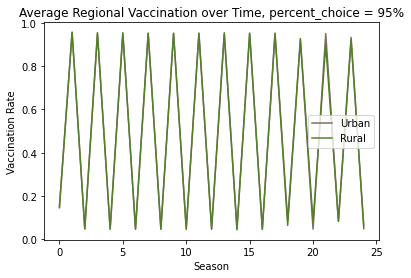 Average Regional Vaccination over Time, percent_choice = 95%
1.0
0.8
0.6
0.4
0.2
0.0
Vaccination Rate
Urban
Rural
0
5
10
15
20
25
Season